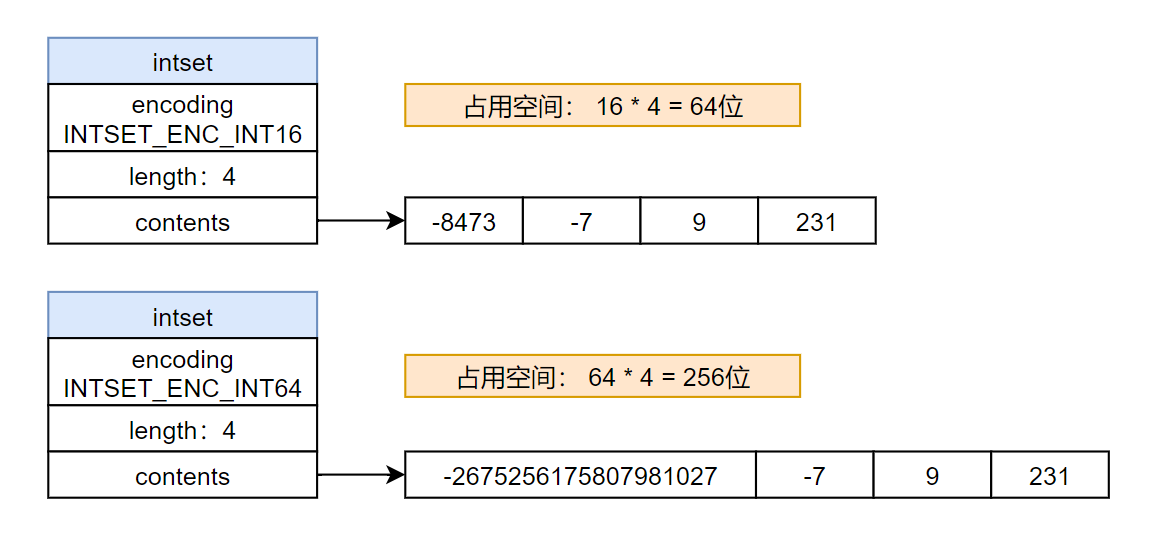 intset
encoding
INTSET_ENC_INT16
占用空间： 16 * 4 = 64位
length：4
contents
-8473 -7 9 231
intset
encoding
INTSET_ENC_INT64
占用空间： 64 * 4 = 256位
length：4
contents
-2675256175807981027 -7 9 231